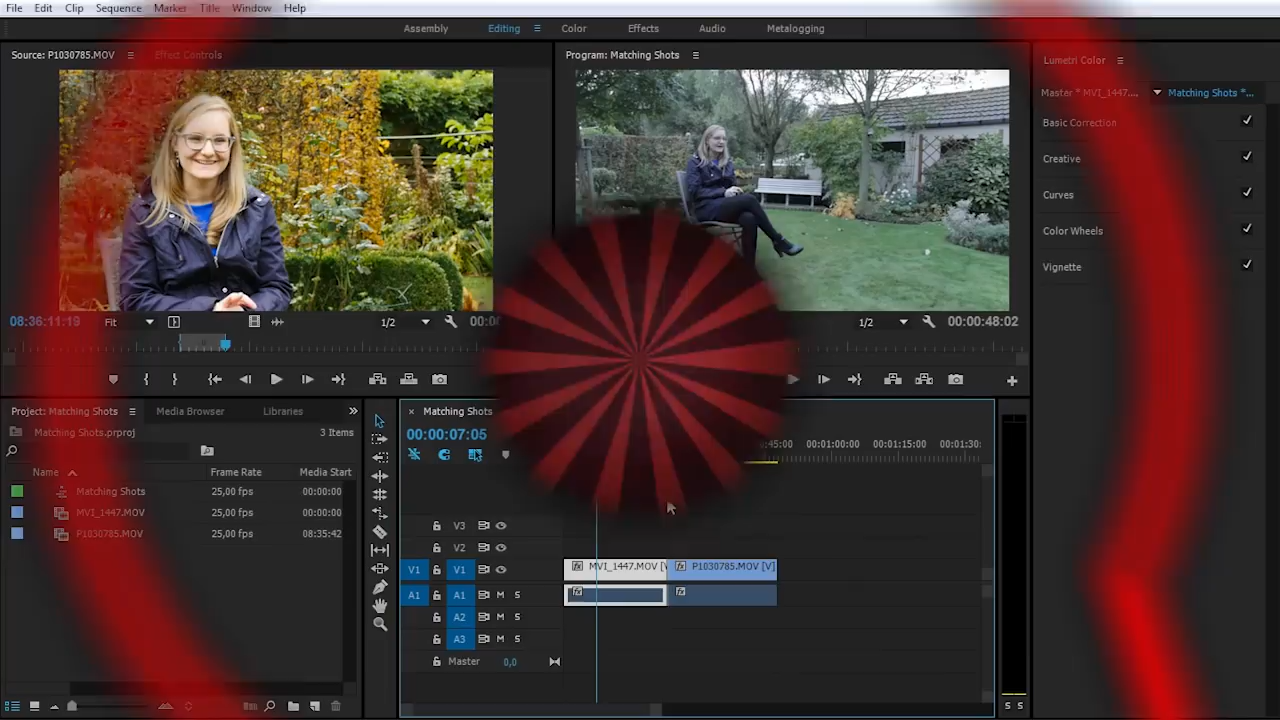 File Edit Clip Sequence Marker Title Window Help
Assembly Editing Color Effects Audio Metalogging
Source: P1030785.MOV Effect Controls
Program: Matching Shots
Lumetri Color
Master * MVI_1447.... Matching Shots *...
Basic Correction
Creative
Curves
Color Wheels
Vignette
08:36:11:19 Fit 1/2 00:00
1/2 00:00:48:02
Project: Matching Shots Media Browser Libraries
Matching Shots.prproj 3 Items
Name Frame Rate Media Start
Matching Shots 25,00 fps 00:00:00
MVI_1447.MOV 25,00 fps 00:00:00
P1030785.MOV 25,00 fps 08:35:42
× Matching Shots
00:00:07:05
:45:00 00:01:00:00 00:01:15:00 00:01:30:
V3
V2
V1 V1 MVI_1447.MOV [V P1030785.MOV [V]
A1 A1 M S
A2 M S
A3 M S
Master 0,0
S S